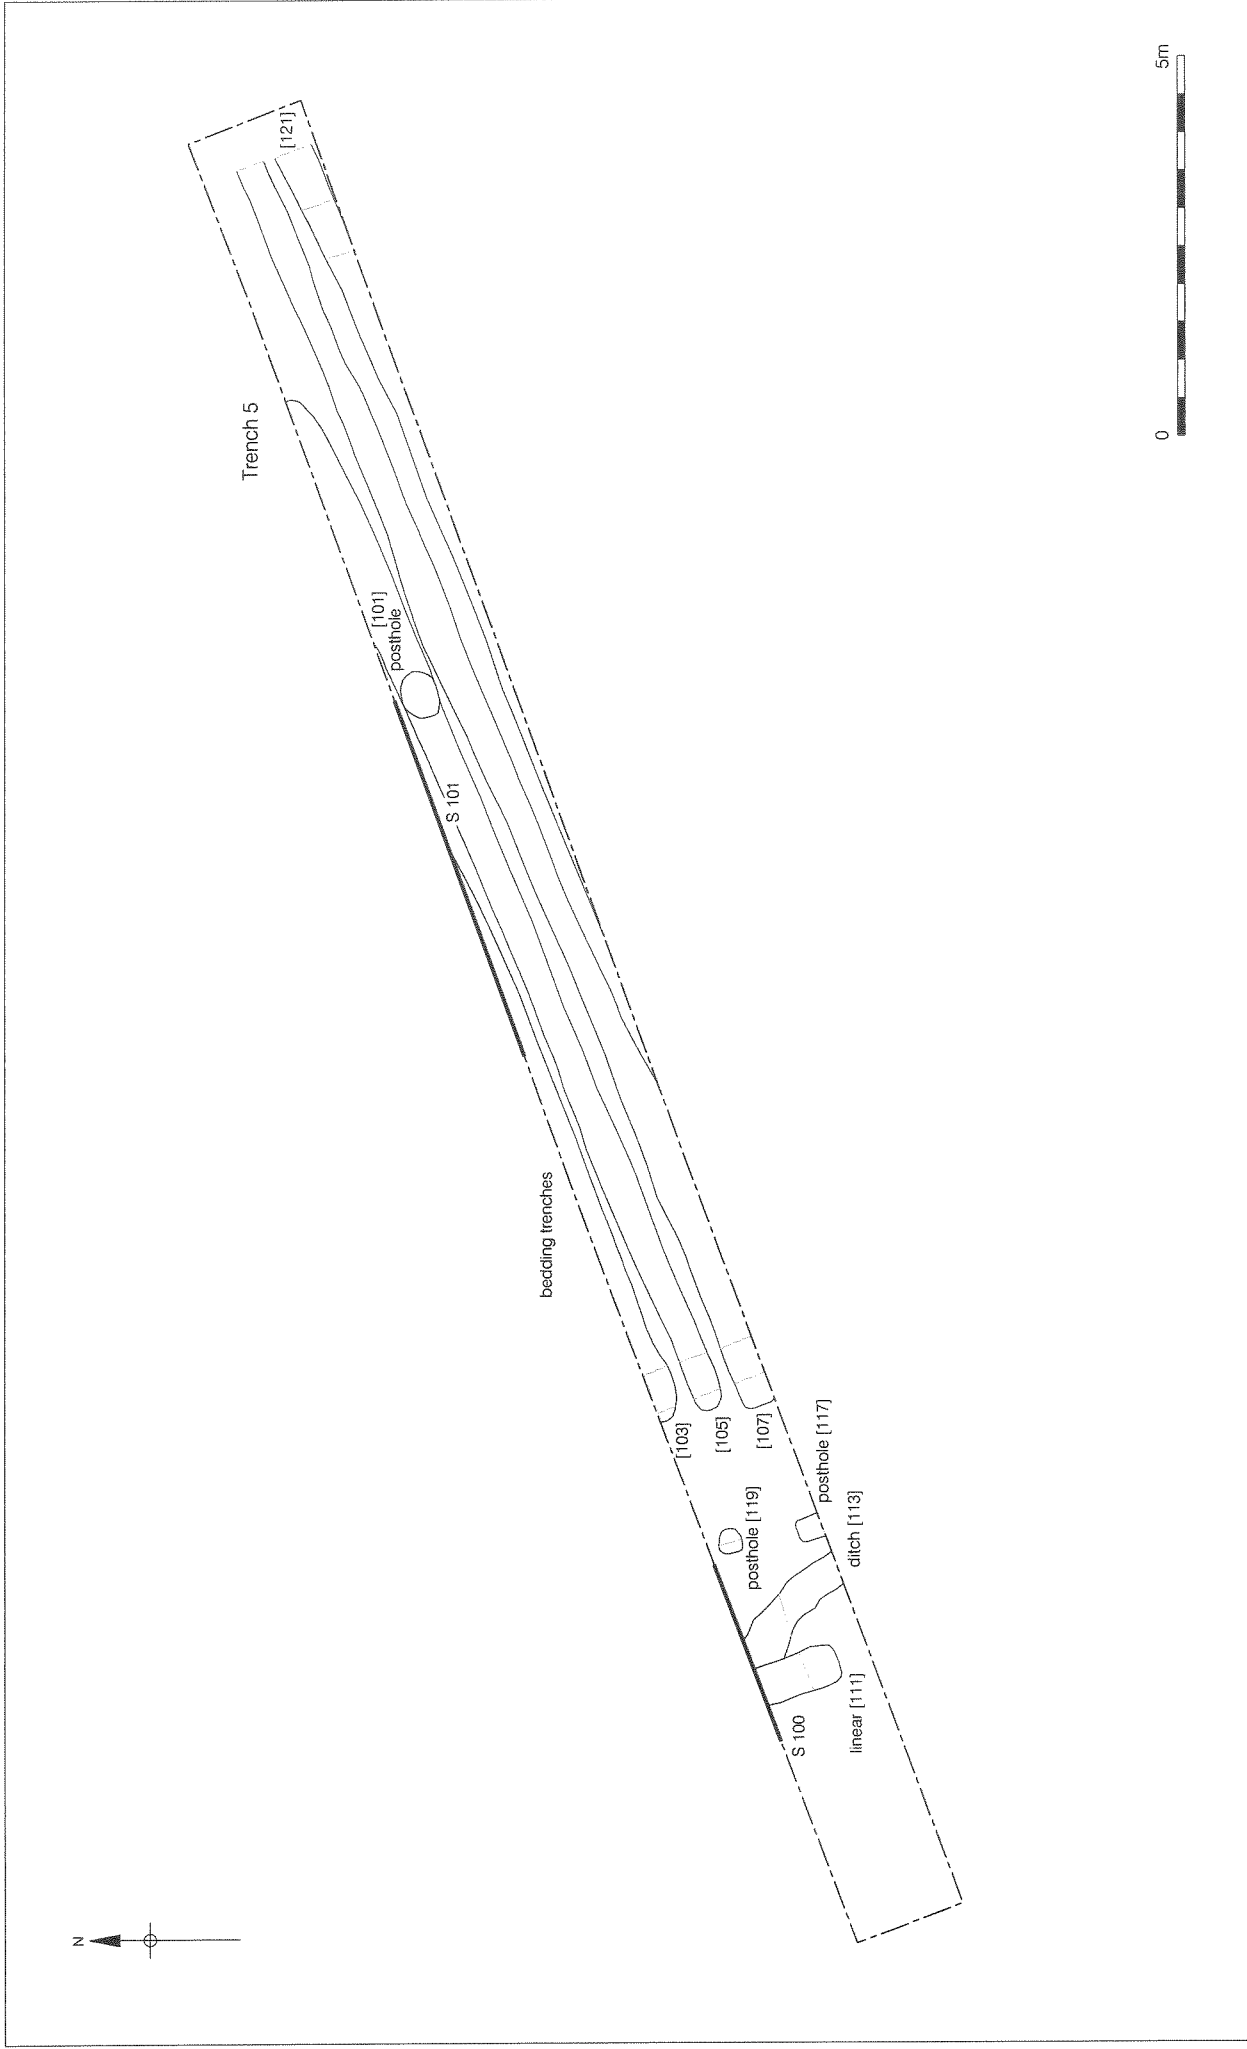 N
Trench 5
[121]
[101]
posthole
S 101
bedding trenches
[103]
[105]
[107]
posthole [119]
posthole [117]
ditch [113]
linear [111]
S 100
0
5m